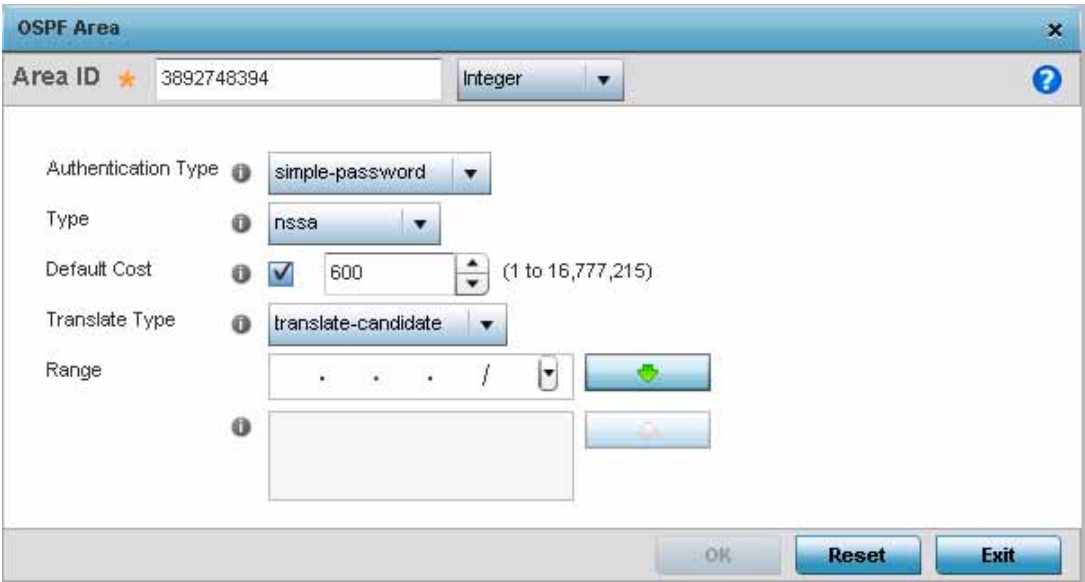 OSPF Area
Area ID * 3892748394 Integer
Authentication Type simple-password
Type nssa
Default Cost 600 (1 to 16,777,215)
Translate Type translate-candidate
Range . . . /
OK Reset Exit